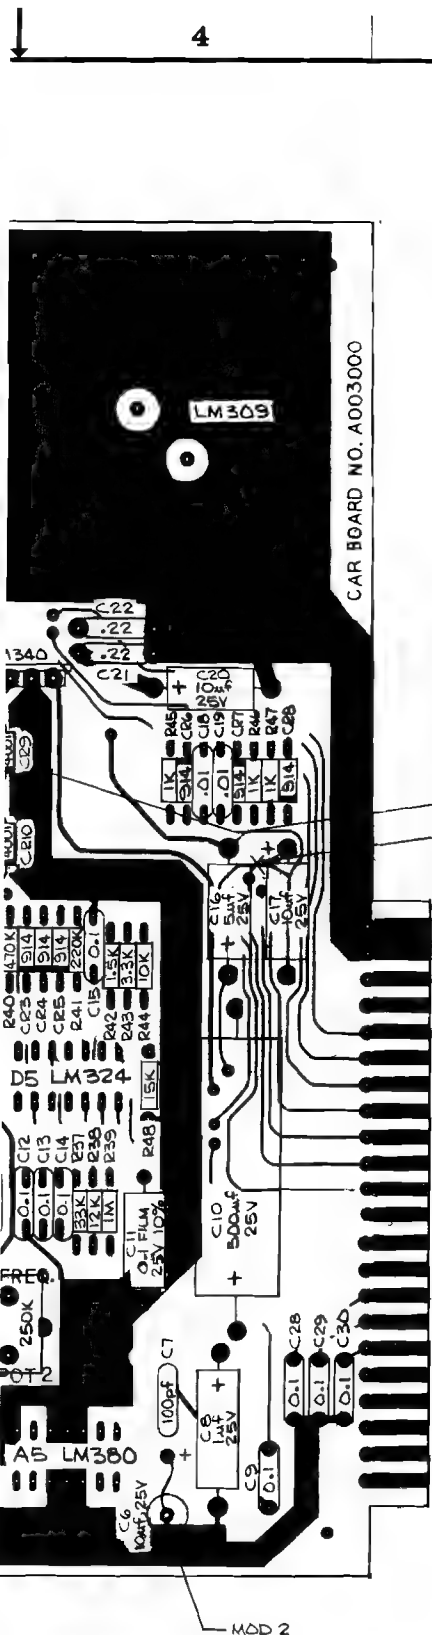 4
LM309
CAR BOARD NO. A003000
C22
.22
.22
C21
C20
10uf
25V
R45
CR6
C18
C19
CR7
R46
R47
CR8
1K
914
.01
.01
914
1K
1K
914
CR9
CR10
C16
5uf
25V
C17
10uf
25V
470K
914
914
914
220K
0.1
1.5K
3.3K
10K
R40
CR3
CR4
CR5
R41
C15
R42
R43
R44
D5 LM324
15K
R48
C12
C13
C14
R37
R38
R39
0.1
0.1
0.1
33K
12K
1M
C11
0.1 FILM
25V 10%
C10
500uf
25V
FREQ.
250K
POT 2
C7
100pf
C28
C29
C30
0.1
0.1
0.1
C8
1uf
25V
A5 LM380
C9
0.1
C6
10uf, 25V
MOD 2